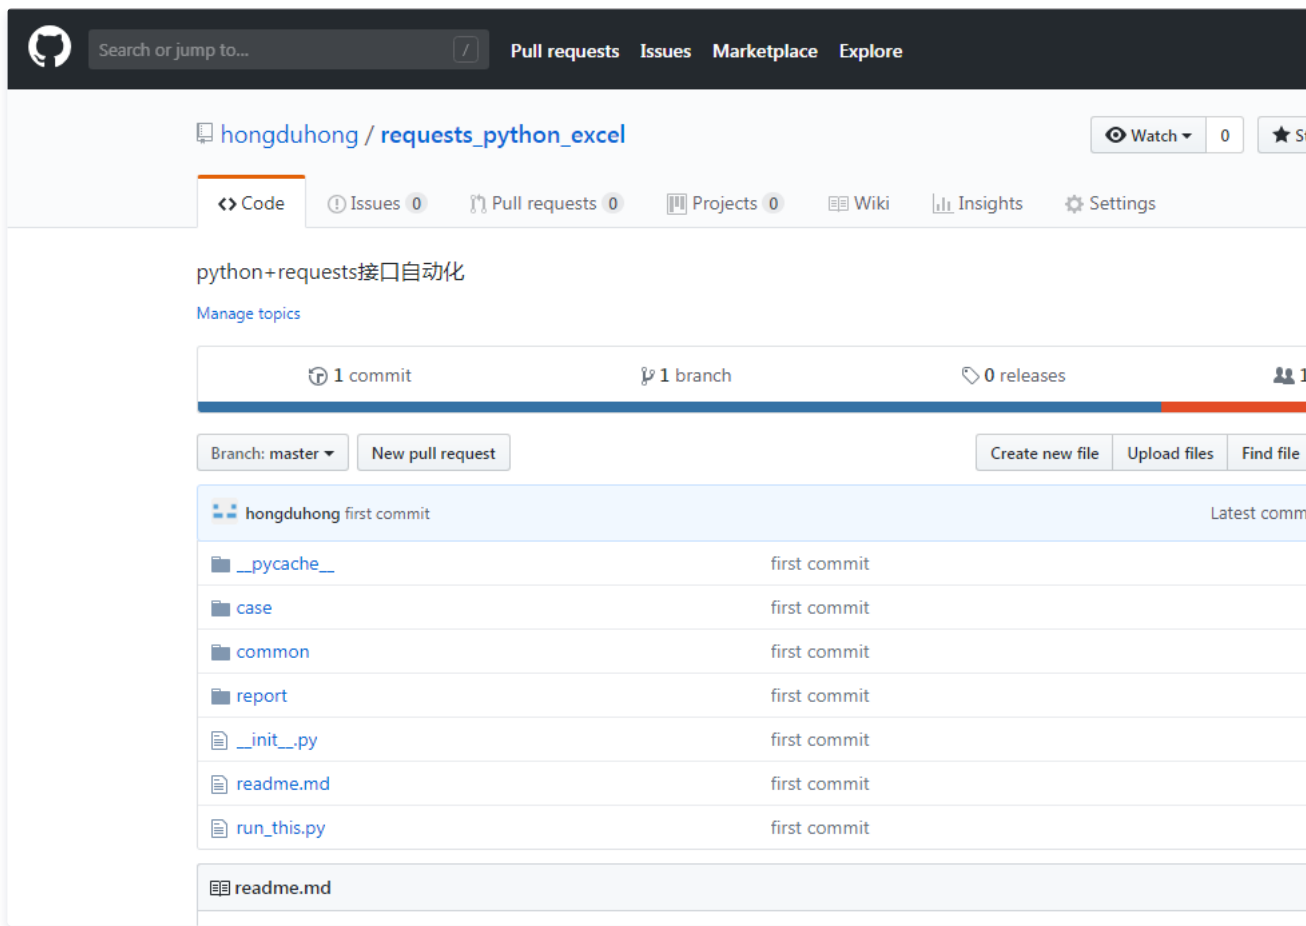 Search or jump to... / Pull requests Issues Marketplace Explore
hongduhong / requests_python_excel Watch 0
Code Issues 0 Pull requests 0 Projects 0 Wiki Insights Settings
python+requests接口自动化
Manage topics
1 commit 1 branch 0 releases 1
Branch: master New pull request Create new file Upload files Find file
hongduhong first commit Latest comm
__pycache__ first commit
case first commit
common first commit
report first commit
__init__.py first commit
readme.md first commit
run_this.py first commit
readme.md